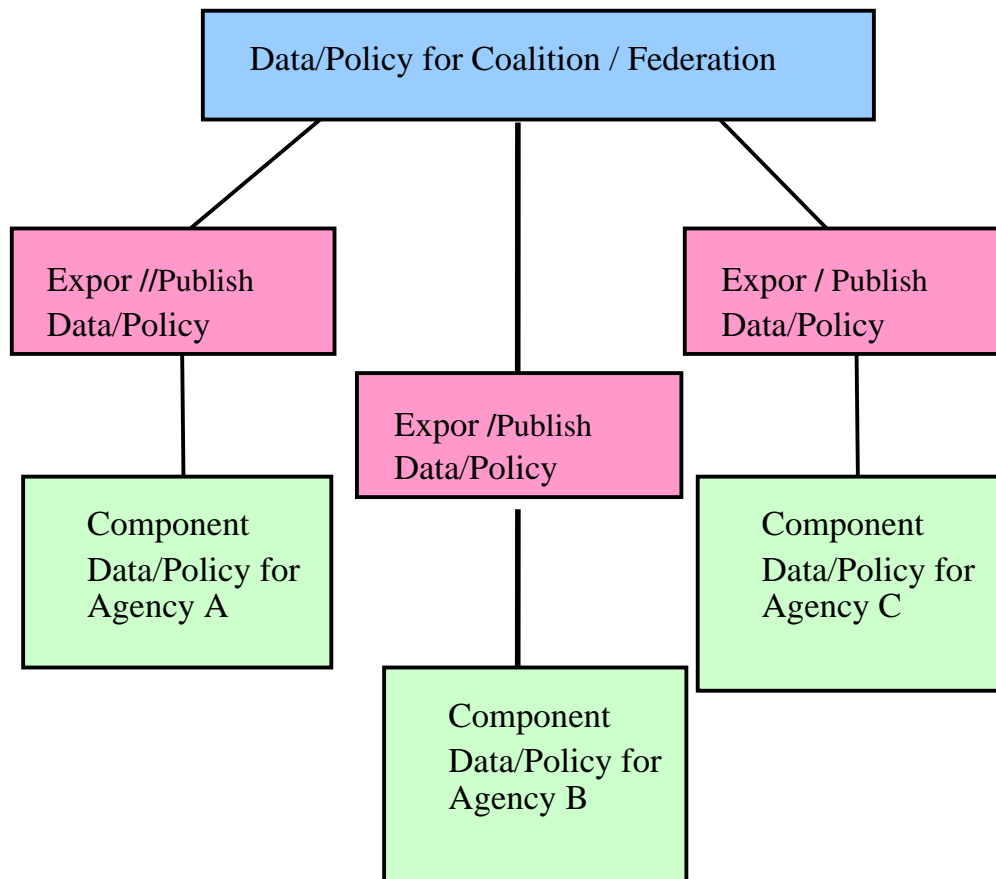 Data/Policy for Coalition / Federation
Expor //Publish
Data/Policy
Expor / Publish
Data/Policy
Expor /Publish
Data/Policy
Component
Data/Policy for
Agency A
Component
Data/Policy for
Agency C
Component
Data/Policy for
Agency B